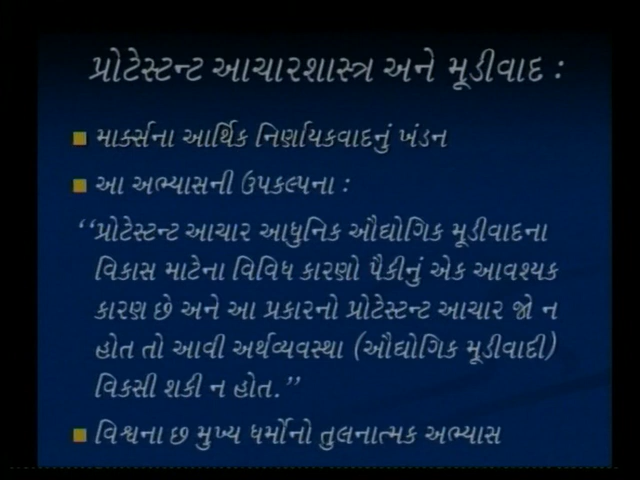 પ્રોટેસ્ટન્ટ આચારશાસ્ત્ર અને મૂડીવાદ :
■ માર્ક્સના આર્થિક નિર્ણાયકવાદનું ખંડન
■ આ અભ્યાસની ઉપકલ્પના :
“પ્રોટેસ્ટન્ટ આચાર આધુનિક ઔદ્યોગિક મૂડીવાદના
વિકાસ માટેના વિવિધ કારણો પૈકીનું એક આવશ્યક
કારણ છે અને આ પ્રકારનો પ્રોટેસ્ટન્ટ આચાર જો ન
હોત તો આવી અર્થવ્યવસ્થા (ઔદ્યોગિક મૂડીવાદી)
વિકસી શકી ન હોત.”
■ વિશ્વના છ મુખ્ય ધર્મોનો તુલનાત્મક અભ્યાસ